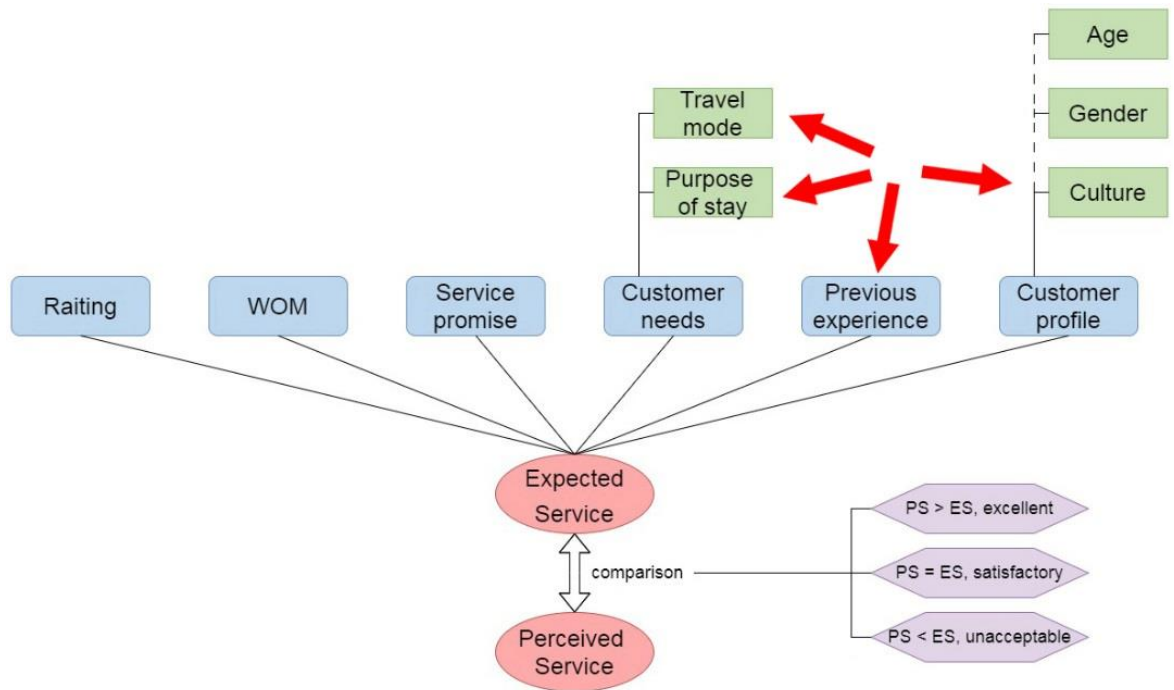 Age
Travel
mode
Gender
Purpose
of stay
Culture
Raiting
WOM
Service
promise
Customer
needs
Previous
experience
Customer
profile
Expected
Service
PS > ES, excellent
comparison
PS = ES, satisfactory
PS < ES, unacceptable
Perceived
Service